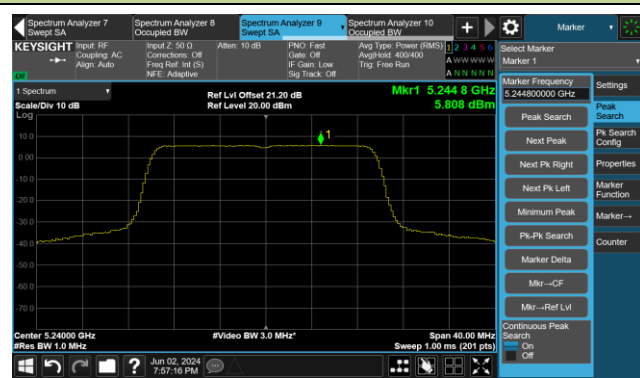 Spectrum Analyzer 7
Swept SA
Spectrum Analyzer 8
Occupied BW
Spectrum Analyzer 9
Swept SA
Spectrum Analyzer 10
Occupied BW
+
Marker
KEYSIGHT
Input: RF
Coupling: AC
Align: Auto
Input Z: 50 Ω
Corrections: Off
Freq Ref: Int (S)
NFE: Adaptive
Atten: 10 dB
PNO: Fast
Gate: Off
IF Gain: Low
Sig Track: Off
Avg Type: Power (RMS)
Avg|Hold: 400/400
Trig: Free Run
1 2 3 4 5 6
A WW WW W
A N N N N N
LW
Select Marker
Marker 1
Marker Frequency
5.244800000 GHz
Settings
Peak Search
Next Peak
Next Pk Right
Next Pk Left
Minimum Peak
Pk-Pk Search
Marker Delta
Mkr→CF
Mkr→Ref Lvl
Continuous Peak
Search
On
Off
Peak
Search
Pk Search
Config
Properties
Marker
Function
Marker→
Counter
1 Spectrum
Scale/Div 10 dB
Log
Ref Lvl Offset 21.20 dB
Ref Level 20.00 dBm
Mkr1 5.244 8 GHz
5.808 dBm
1
10.0
0.00
-10.0
-20.0
-30.0
-40.0
-50.0
-60.0
-70.0
Center 5.24000 GHz
#Res BW 1.0 MHz
#Video BW 3.0 MHz*
Span 40.00 MHz
Sweep 1.00 ms (201 pts)
?
Jun 02, 2024
7:57:16 PM